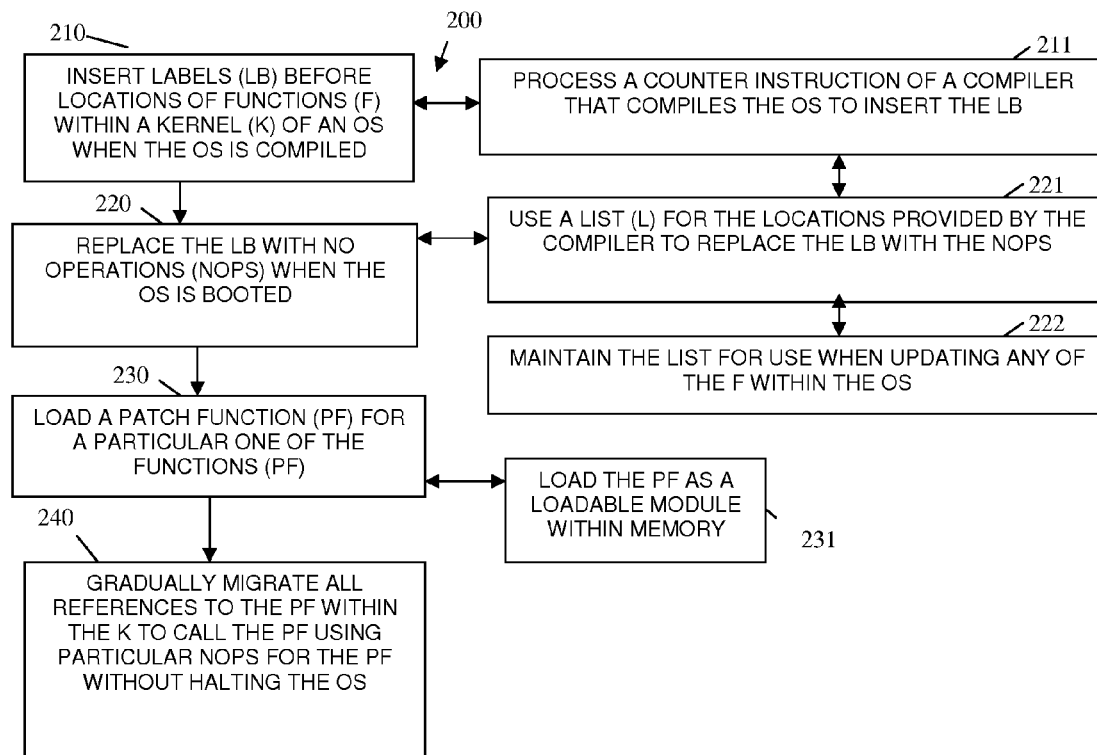 210
200
211
INSERT LABELS (LB) BEFORE
LOCATIONS OF FUNCTIONS (F)
WITHIN A KERNEL (K) OF AN OS
WHEN THE OS IS COMPILED
PROCESS A COUNTER INSTRUCTION OF A COMPILER
THAT COMPILES THE OS TO INSERT THE LB
220
221
REPLACE THE LB WITH NO
OPERATIONS (NOPS) WHEN THE
OS IS BOOTED
USE A LIST (L) FOR THE LOCATIONS PROVIDED BY THE
COMPILER TO REPLACE THE LB WITH THE NOPS
222
MAINTAIN THE LIST FOR USE WHEN UPDATING ANY OF
THE F WITHIN THE OS
230
LOAD A PATCH FUNCTION (PF) FOR
A PARTICULAR ONE OF THE
FUNCTIONS (PF)
LOAD THE PF AS A
LOADABLE MODULE
WITHIN MEMORY
231
240
GRADUALLY MIGRATE ALL
REFERENCES TO THE PF WITHIN
THE K TO CALL THE PF USING
PARTICULAR NOPS FOR THE PF
WITHOUT HALTING THE OS